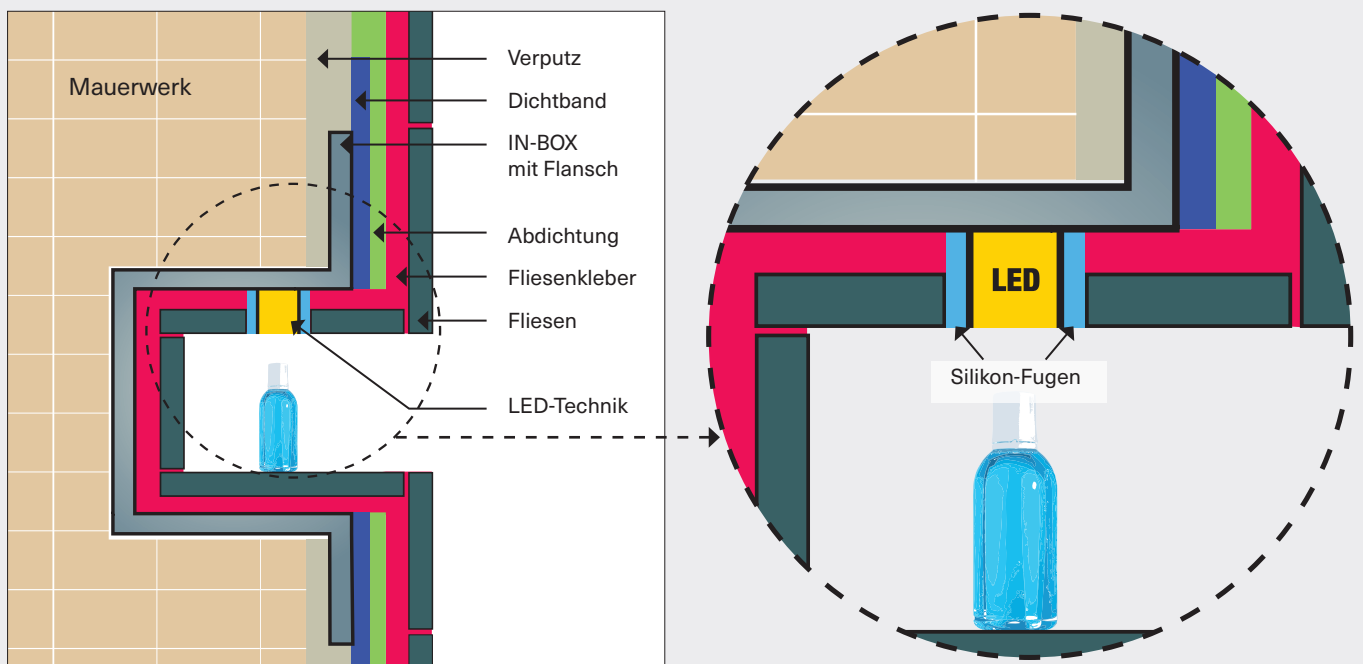 Mauerwerk
Verputz
Dichtband
IN-BOX
mit Flansch
Abdichtung
Fliesenkleber
Fliesen
LED-Technik
LED
Silikon-Fugen